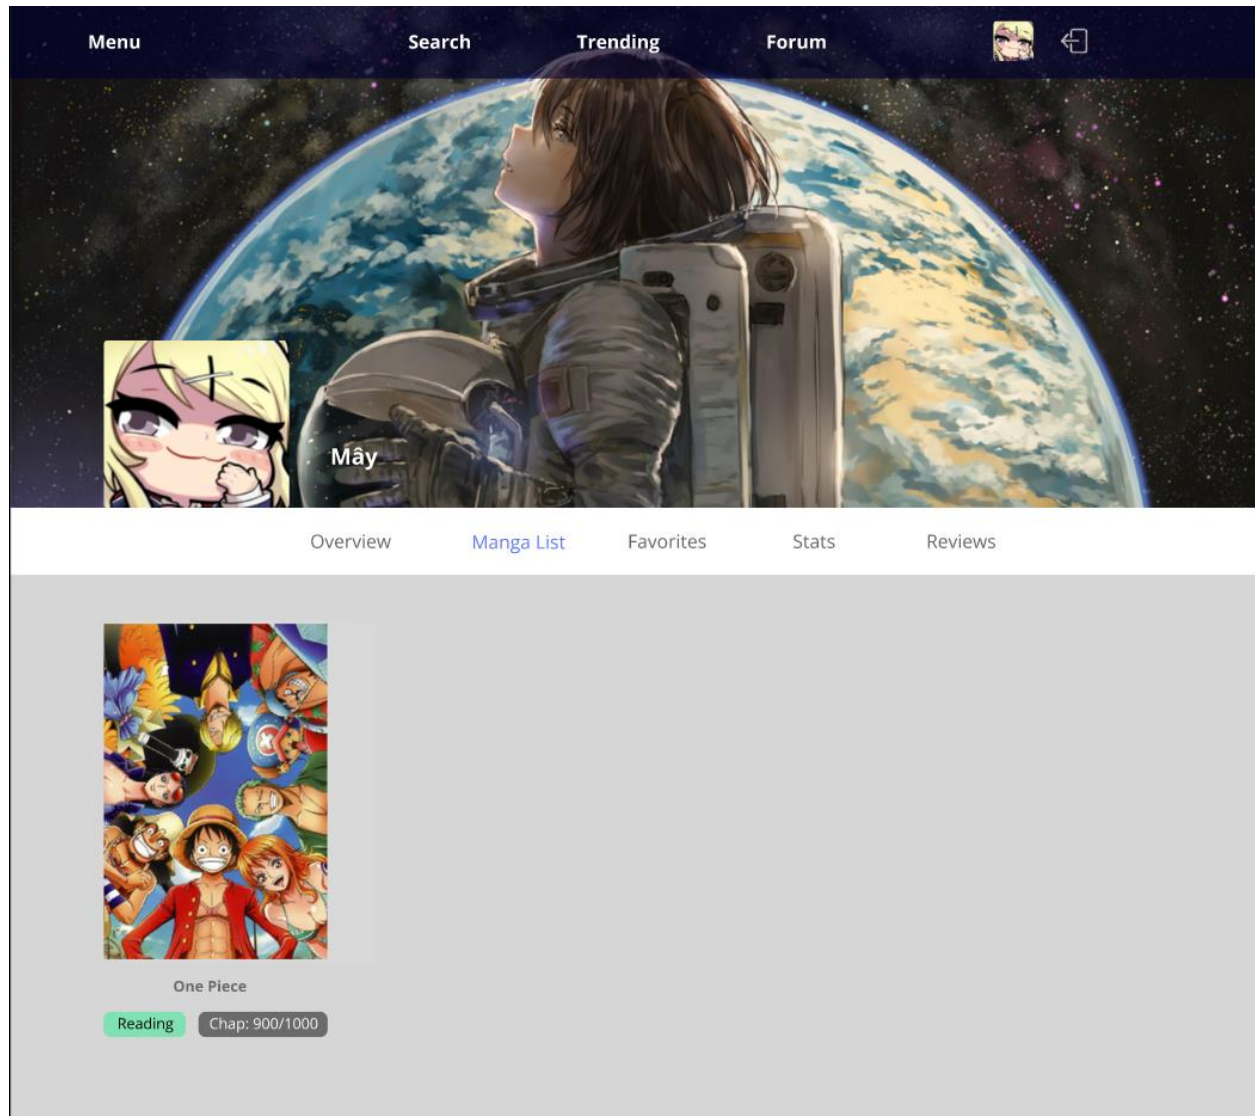 Menu Search Trending Forum
Mây
Overview Manga List Favorites Stats Reviews
One Piece
Reading Chap: 900/1000